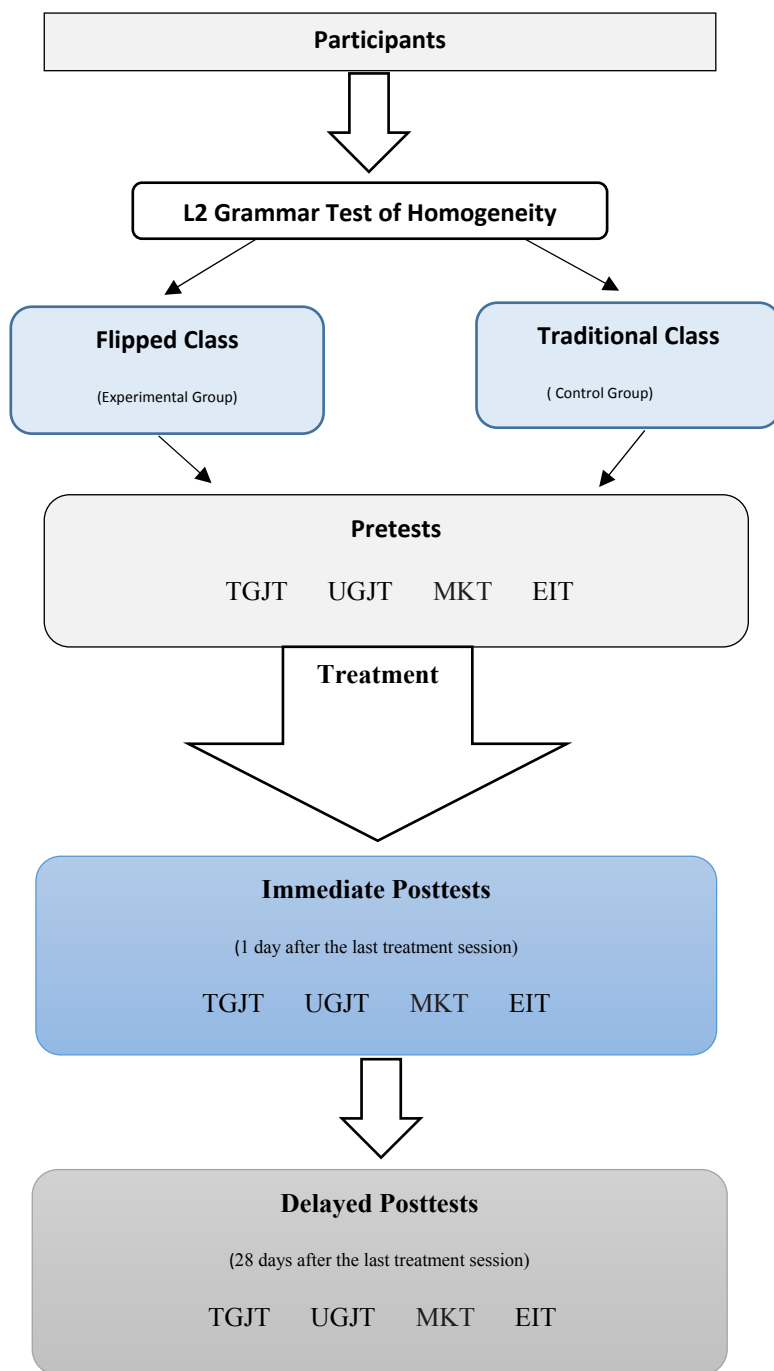 Participants
L2 Grammar Test of Homogeneity
Flipped Class
(Experimental Group)
Traditional Class
( Control Group)
Pretests
TGJT UGJT MKT EIT
Treatment
Immediate Posttests
(1 day after the last treatment session)
TGJT UGJT MKT EIT
Delayed Posttests
(28 days after the last treatment session)
TGJT UGJT MKT EIT